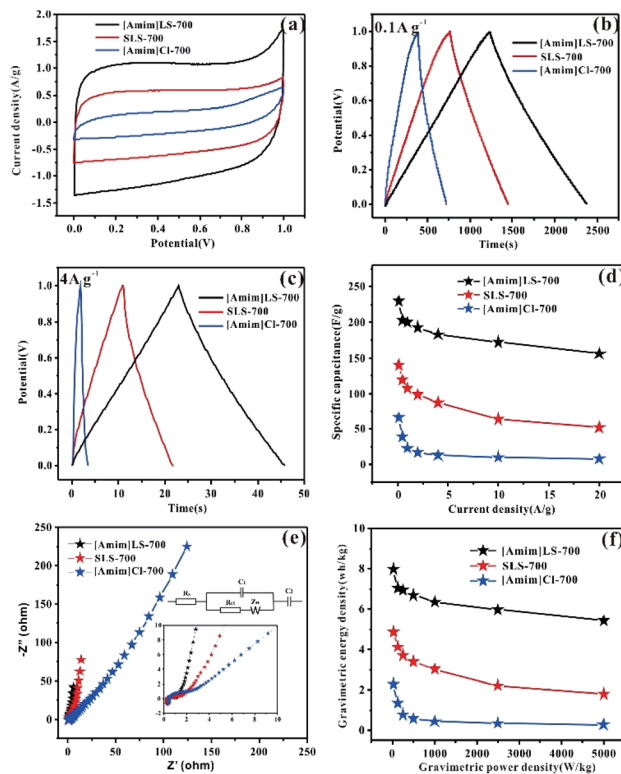 (a)
[Amim]LS-700
SLS-700
[Amim]Cl-700
Current density(A/g)
1.5
1.0
0.5
0.0
-0.5
-1.0
-1.5
0.0 0.2 0.4 0.6 0.8 1.0
Potential(V)
(b)
0.1A g-1
[Amim]LS-700
SLS-700
[Amim]Cl-700
Potential(V)
1.0
0.8
0.6
0.4
0.2
0.0
0 500 1000 1500 2000 2500
Time(s)
(c)
4A g-1
[Amim]LS-700
SLS-700
[Amim]Cl-700
Potential(V)
1.0
0.8
0.6
0.4
0.2
0.0
0 10 20 30 40 50
Time(s)
(d)
[Amim]LS-700
SLS-700
[Amim]Cl-700
Specific capacitance(F/g)
250
200
150
100
50
0
0 5 10 15 20
Current density(A/g)
(e)
[Amim]LS-700
SLS-700
[Amim]Cl-700
-Z''(ohm)
250
200
150
100
50
0
C1
Rs
Rct
C2
10
8
6
4
2
0
0 2 4 6 8 10
0 50 100 150 200 250
Z' (ohm)
(f)
[Amim]LS-700
SLS-700
[Amim]Cl-700
Gravimetric energy density(wh/kg)
10
8
6
4
2
0
0 1000 2000 3000 4000 5000
Gravimetric power density(W/kg)